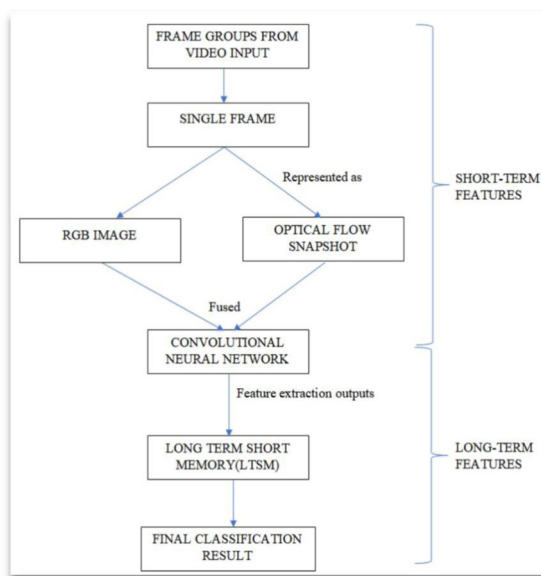 FRAME GROUPS FROM
VIDEO INPUT
SINGLE FRAME
Represented as
SHORT-TERM
FEATURES
RGB IMAGE
OPTICAL FLOW
SNAPSHOT
Fused
CONVOLUTIONAL
NEURAL NETWORK
Feature extraction outputs
LONG TERM SHORT
MEMORY(LTSM)
LONG-TERM
FEATURES
FINAL CLASSIFICATION
RESULT